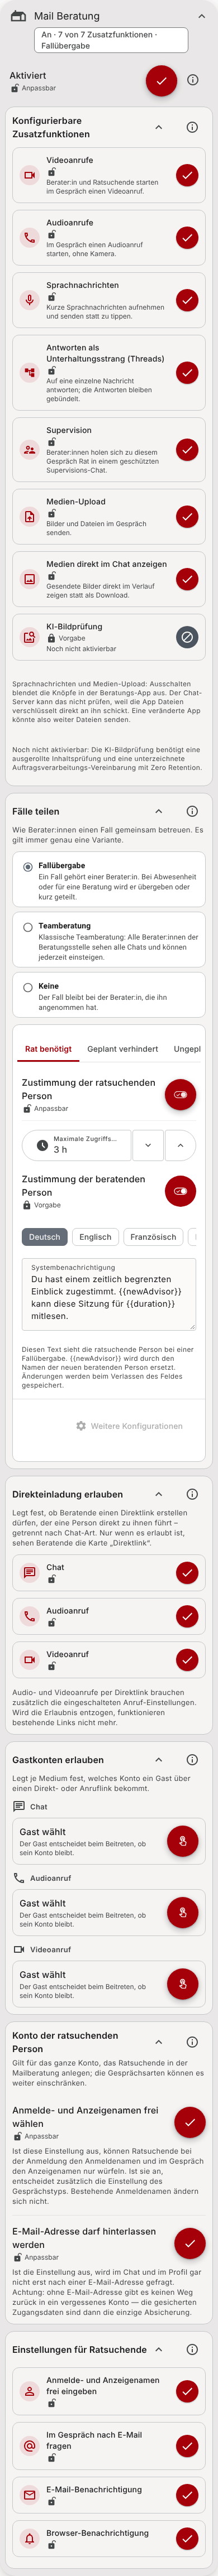 Mail Beratung
An · 7 von 7 Zusatzfunktionen ·
Fallübergabe
Aktiviert
Anpassbar
Konfigurierbare
Zusatzfunktionen
Videoanrufe
Berater:in und Ratsuchende starten
im Gespräch einen Videoanruf.
Audioanrufe
Im Gespräch einen Audioanruf
starten, ohne Kamera.
Sprachnachrichten
Kurze Sprachnachrichten aufnehmen
und senden statt zu tippen.
Antworten als
Unterhaltungsstrang (Threads)
Auf eine einzelne Nachricht
antworten; die Antworten bleiben
gebündelt.
Supervision
Berater:innen holen sich zu diesem
Gespräch Rat in einem geschützten
Supervisions-Chat.
Medien-Upload
Bilder und Dateien im Gespräch
senden.
Medien direkt im Chat anzeigen
Gesendete Bilder direkt im Verlauf
zeigen statt als Download.
KI-Bildprüfung
Vorgabe
Noch nicht aktivierbar
Sprachnachrichten und Medien-Upload: Ausschalten
blendet die Knöpfe in der Beratungs-App aus. Der Chat-
Server kann das nicht prüfen, weil die App Dateien
verschlüsselt direkt an ihn schickt. Eine veränderte App
könnte also weiter Dateien senden.
Noch nicht aktivierbar: Die KI-Bildprüfung benötigt eine
ausgerollte Inhaltsprüfung und eine unterzeichnete
Auftragsverarbeitungs-Vereinbarung mit Zero Retention.
Fälle teilen
Wie Berater:innen einen Fall gemeinsam betreuen. Es
gilt immer genau eine Variante.
Fallübergabe
Ein Fall gehört einer Berater:in. Bei Abwesenheit
oder für eine Beratung wird er übergeben oder
kurz geteilt.
Teamberatung
Klassische Teamberatung: Alle Berater:innen der
Beratungsstelle sehen alle Chats und können
jederzeit einsteigen.
Keine
Der Fall bleibt bei der Berater:in, die ihn
angenommen hat.
Rat benötigt Geplant verhindert Ungepl
Zustimmung der ratsuchenden
Person
Anpassbar
Maximale Zugriffs...
3 h
Zustimmung der beratenden
Person
Vorgabe
Deutsch Englisch Französisch
Systembenachrichtigung
Du hast einem zeitlich begrenzten
Einblick zugestimmt. {{newAdvisor}}
kann diese Sitzung für {{duration}}
mitlesen.
Diesen Text sieht die ratsuchende Person bei einer
Fallübergabe. {{newAdvisor}} wird durch den
Namen der neuen beratenden Person ersetzt.
Änderungen werden beim Verlassen des Feldes
gespeichert.
Weitere Konfigurationen
Direkteinladung erlauben
Legt fest, ob Beratende einen Direktlink erstellen
dürfen, der eine Person direkt zu ihnen führt –
getrennt nach Chat-Art. Nur wenn es erlaubt ist,
sehen Beratende die Karte „Direktlink“.
Chat
Audioanruf
Videoanruf
Audio- und Videoanrufe per Direktlink brauchen
zusätzlich die eingeschalteten Anruf-Einstellungen.
Wird die Erlaubnis entzogen, funktionieren
bestehende Links nicht mehr.
Gastkonten erlauben
Legt je Medium fest, welches Konto ein Gast über
einen Direkt- oder Anruflink bekommt.
Chat
Gast wählt
Der Gast entscheidet beim Beitreten, ob
sein Konto bleibt.
Audioanruf
Gast wählt
Der Gast entscheidet beim Beitreten, ob
sein Konto bleibt.
Videoanruf
Gast wählt
Der Gast entscheidet beim Beitreten, ob
sein Konto bleibt.
Konto der ratsuchenden
Person
Gilt für das ganze Konto, das Ratsuchende in der
Mailberatung anlegen; die Gesprächsarten können es
weiter einschränken.
Anmelde- und Anzeigenamen frei
wählen
Anpassbar
Ist diese Einstellung aus, können Ratsuchende bei
der Anmeldung den Anmeldenamen und im Gespräch
den Anzeigenamen nur würfeln. Ist sie an,
entscheidet zusätzlich die Einstellung des
Gesprächstyps. Bestehende Anmeldenamen ändern
sich nicht.
E-Mail-Adresse darf hinterlassen
werden
Anpassbar
Ist die Einstellung aus, wird im Chat und im Profil gar
nicht erst nach einer E-Mail-Adresse gefragt.
Achtung: ohne E-Mail-Adresse gibt es keinen Weg
zurück in ein vergessenes Konto — die gesicherten
Zugangsdaten sind dann die einzige Absicherung.
Einstellungen für Ratsuchende
Anmelde- und Anzeigenamen
frei eingeben
Im Gespräch nach E-Mail
fragen
E-Mail-Benachrichtigung
Browser-Benachrichtigung